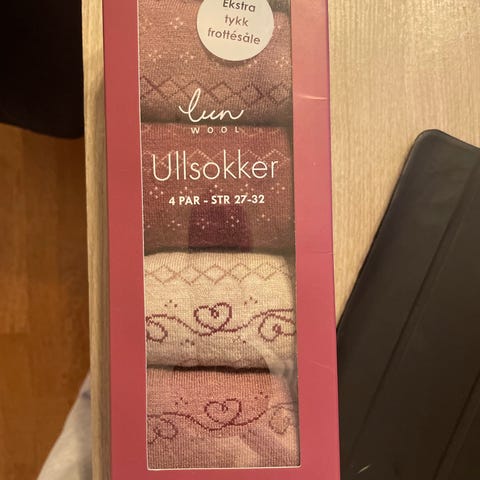 Ekstra
tykk
frottésåle
lun
WOOL
Ullsokker
4 PAR - STR 27-32